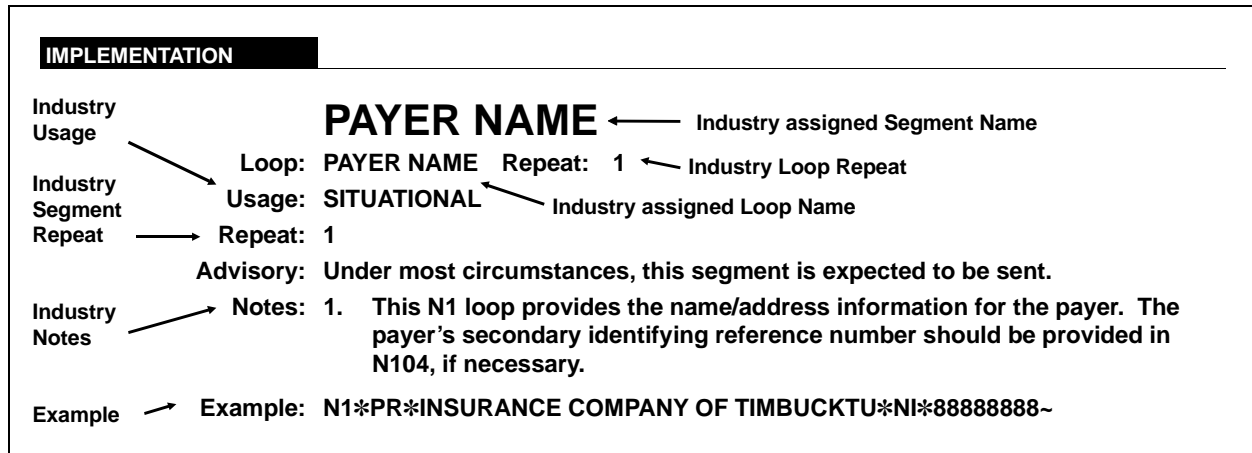 IMPLEMENTATION
Industry
Usage
PAYER NAME
Industry assigned Segment Name
Loop: PAYER NAME Repeat: 1
Industry Loop Repeat
Industry
Segment
Repeat
Usage: SITUATIONAL
Industry assigned Loop Name
Repeat: 1
Advisory: Under most circumstances, this segment is expected to be sent.
Industry
Notes
Notes: 1. This N1 loop provides the name/address information for the payer. The
payer’s secondary identifying reference number should be provided in
N104, if necessary.
Example
Example: N1✽PR✽INSURANCE COMPANY OF TIMBUCKTU✽NI✽88888888~